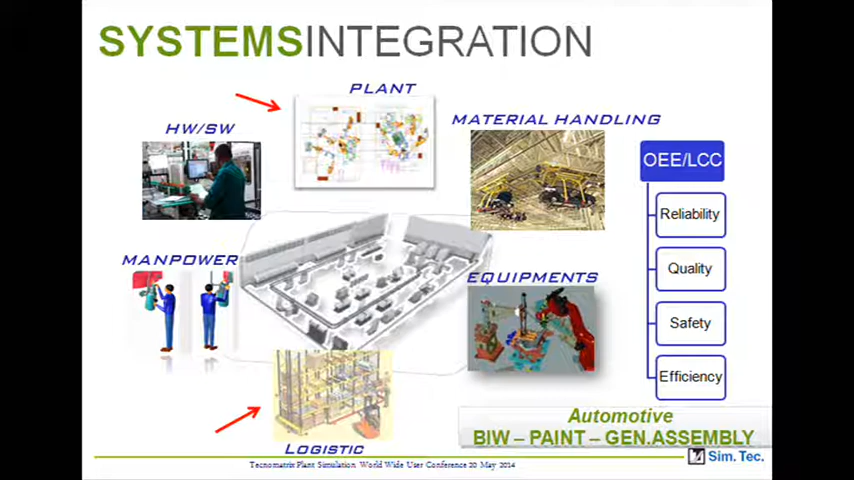 SYSTEMSINTEGRATION
PLANT
HW/SW
MATERIAL HANDLING
OEE/LCC
Reliability
MANPOWER
Quality
EQUIPMENTS
Safety
Efficiency
Automotive
BIW – PAINT – GEN.ASSEMBLY
LOGISTIC
Sim. Tec.
Tecnomatrix Plant Simulation World Wide User Conference 20 May 2014